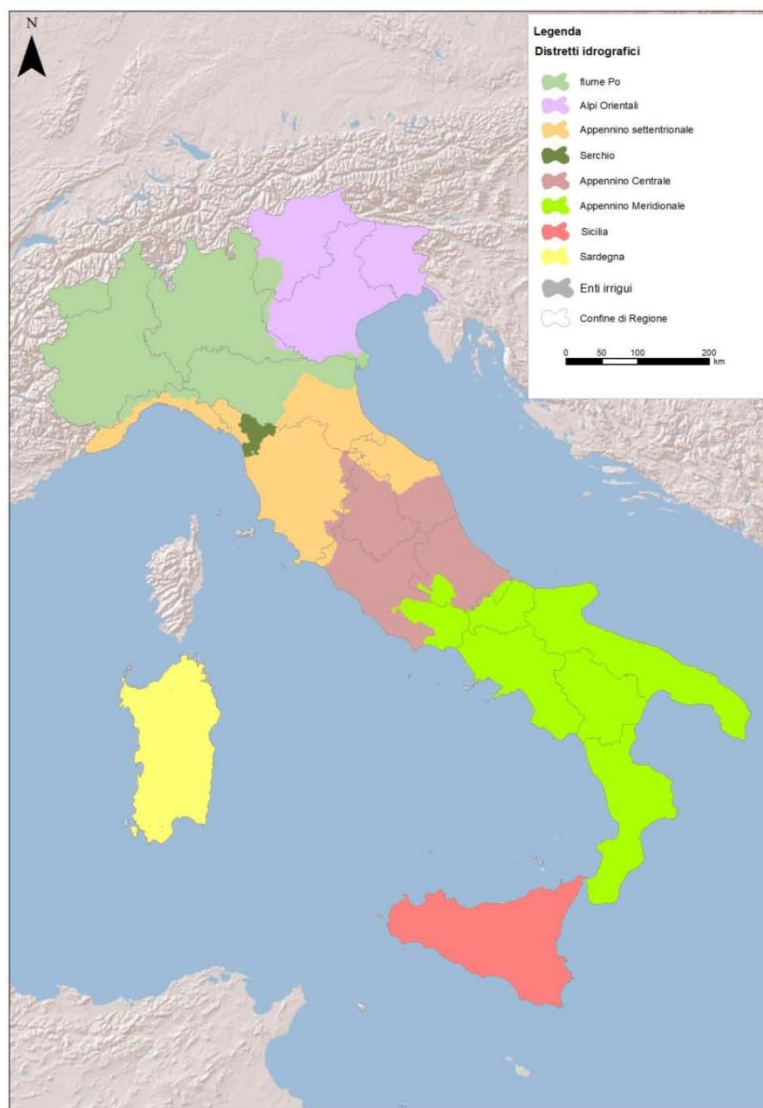 N
Legenda
Distretti idrografici
fiume Po
Alpi Orientali
Appennino settentrionale
Serchio
Appennino Centrale
Appennino Meridionale
Sicilia
Sardegna
Enti irrigui
Confine di Regione
0 50 100 200
km